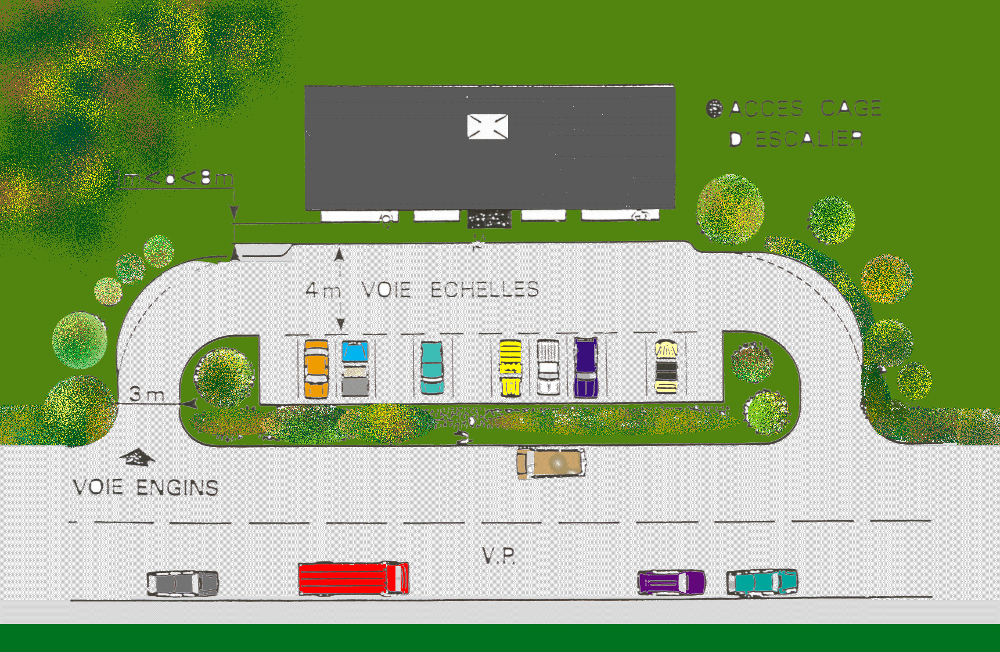 ACCES CAGE
D'ESCALIER
1m<d<8m
4m VOIE ECHELLES
3m
VOIE ENGINS
V.P.